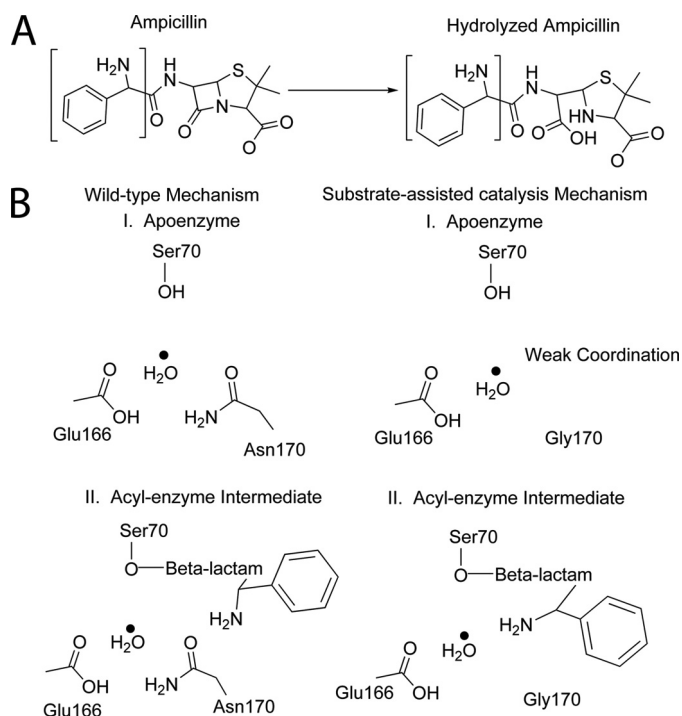 A
Ampicillin
Hydrolyzed Ampicillin
H2N
H
N
S
O
N
O
O
O
H2N
H
N
S
O
O
OH
HN
O
O
B
Wild-type Mechanism
Substrate-assisted catalysis Mechanism
I. Apoenzyme
I. Apoenzyme
Ser70
OH
Ser70
OH
Weak Coordination
H2O
H2O
O
OH
Glu166
O
H2N
Asn170
O
OH
Glu166
Gly170
II. Acyl-enzyme Intermediate
II. Acyl-enzyme Intermediate
Ser70
O
Beta-lactam
H2N
H2O
O
OH
Glu166
O
H2N
Asn170
Ser70
O
Beta-lactam
H2N
H2O
O
OH
Glu166
Gly170